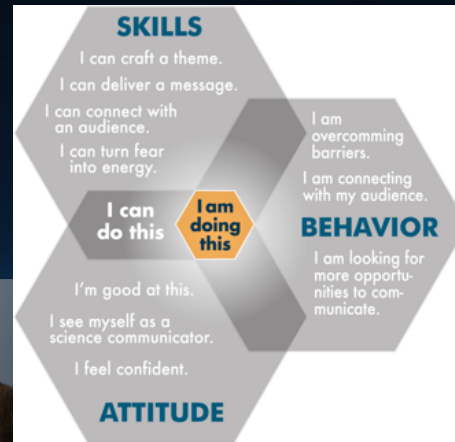 SKILLS
I can craft a theme.
I can deliver a message.
I can connect with
an audience.
I can turn fear
into energy.
I can
do this
I am
doing
this
I am
overcomming
barriers.
I am connecting
with my audience.
BEHAVIOR
I am looking for
more opportu-
nities to com-
municate.
I'm good at this.
I see myself as a
science communicator.
I feel confident.
ATTITUDE